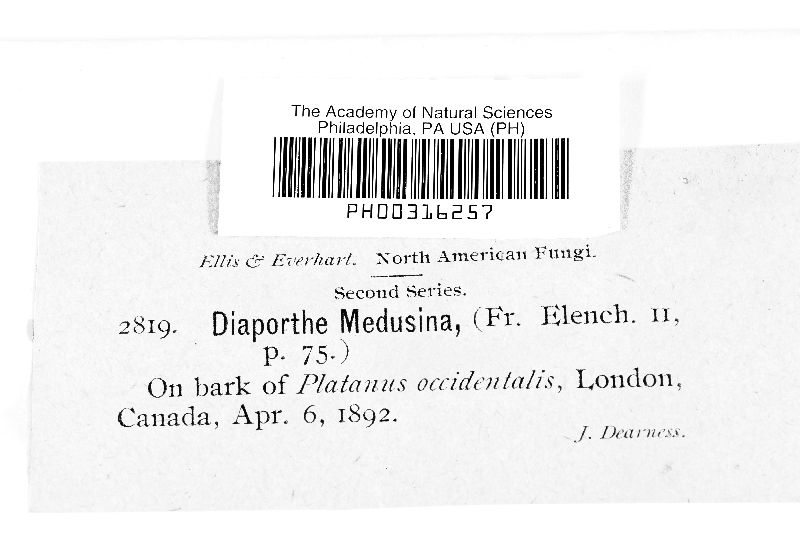 The Academy of Natural Sciences
Philadelphia, PA USA (PH)
PH00316257
Ellis & Everhart. North American Fungi.
Second Series.
2819. Diaporthe Medusina, (Fr. Elench. II,
p. 75.)
On bark of Platanus occidentalis, London,
Canada, Apr. 6, 1892.
J. Dearness.